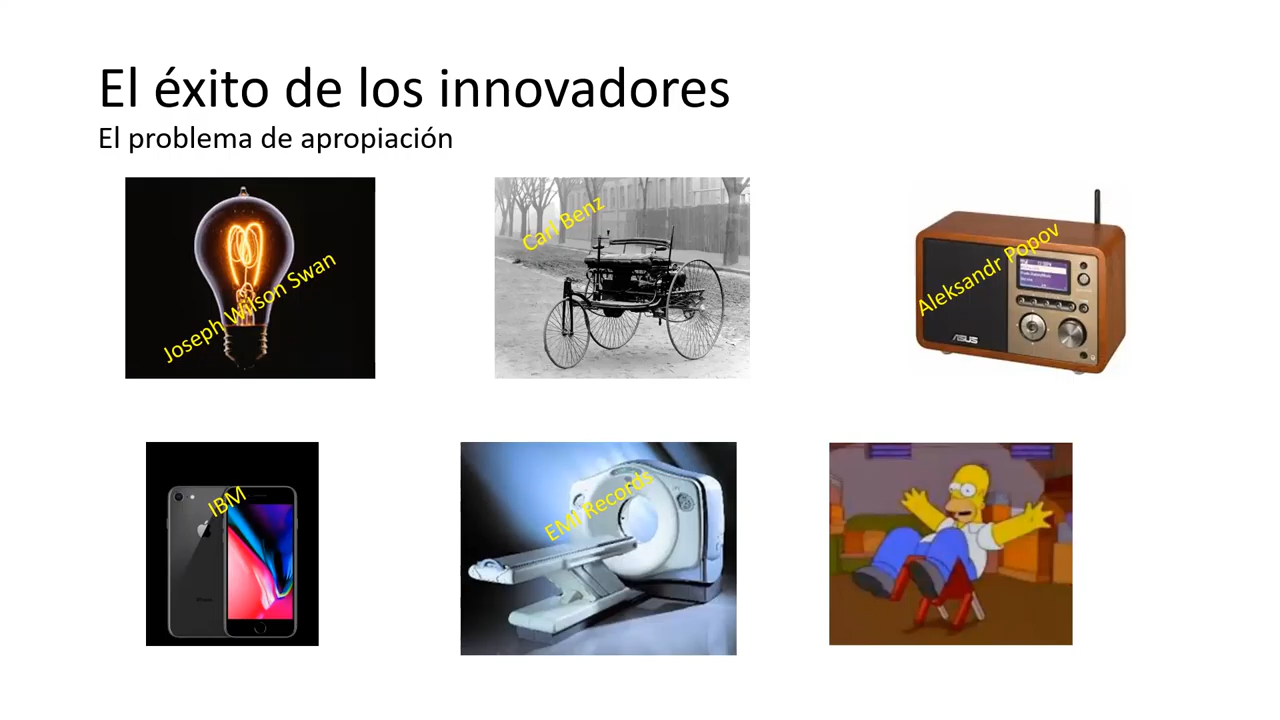 El éxito de los innovadores
El problema de apropiación
Joseph Wilson Swan
Carl Benz
Aleksandr Popov
ASUS
IBM
EMI Records